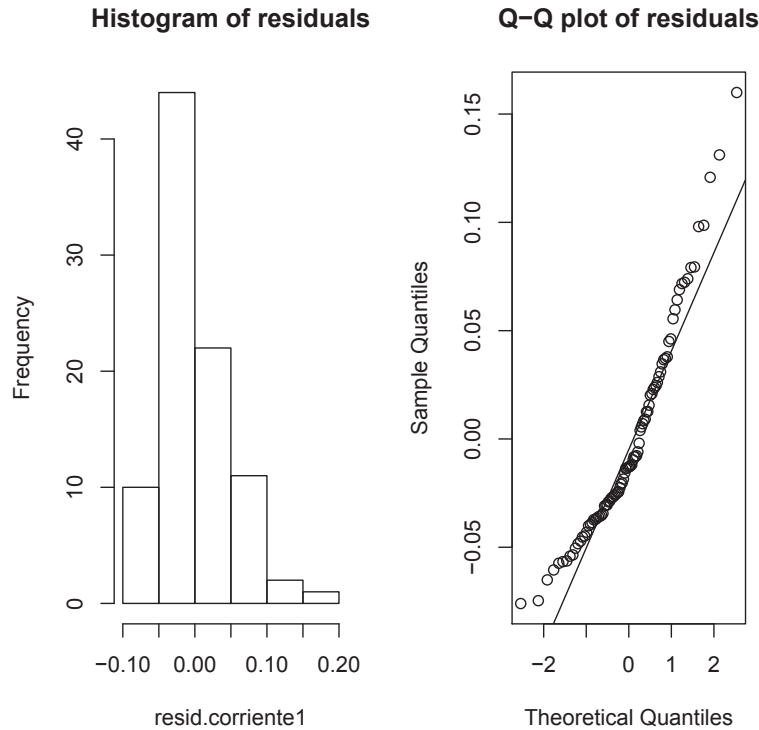 Histogram of residuals
Frequency
40
30
20
10
0
−0.10 0.00 0.10 0.20
resid.corriente1
Q−Q plot of residuals
Sample Quantiles
0.15
0.10
0.05
0.00
−0.05
−2 0 1 2
Theoretical Quantiles